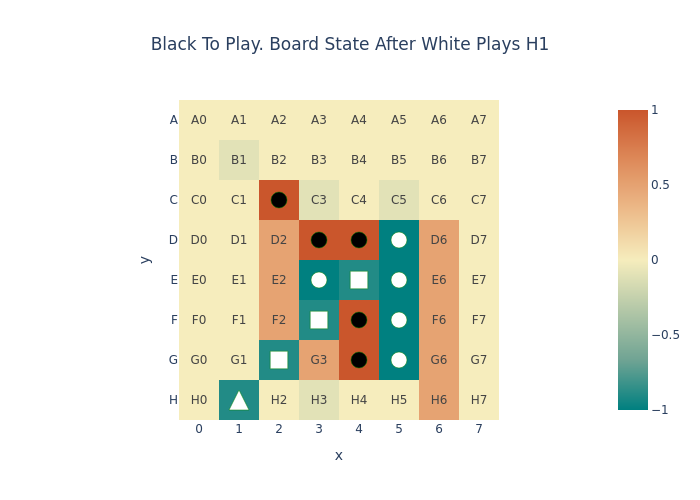 Black To Play. Board State After White Plays H1
A A0 A1 A2 A3 A4 A5 A6 A7
B B0 B1 B2 B3 B4 B5 B6 B7
C C0 C1 C3 C4 C5 C6 C7
D D0 D1 D2 D6 D7
E E0 E1 E2 E6 E7
F F0 F1 F2 F6 F7
G G0 G1 G3 G6 G7
H H0 H2 H3 H4 H5 H6 H7
0 1 2 3 4 5 6 7
x
y
1
0.5
0
−0.5
−1